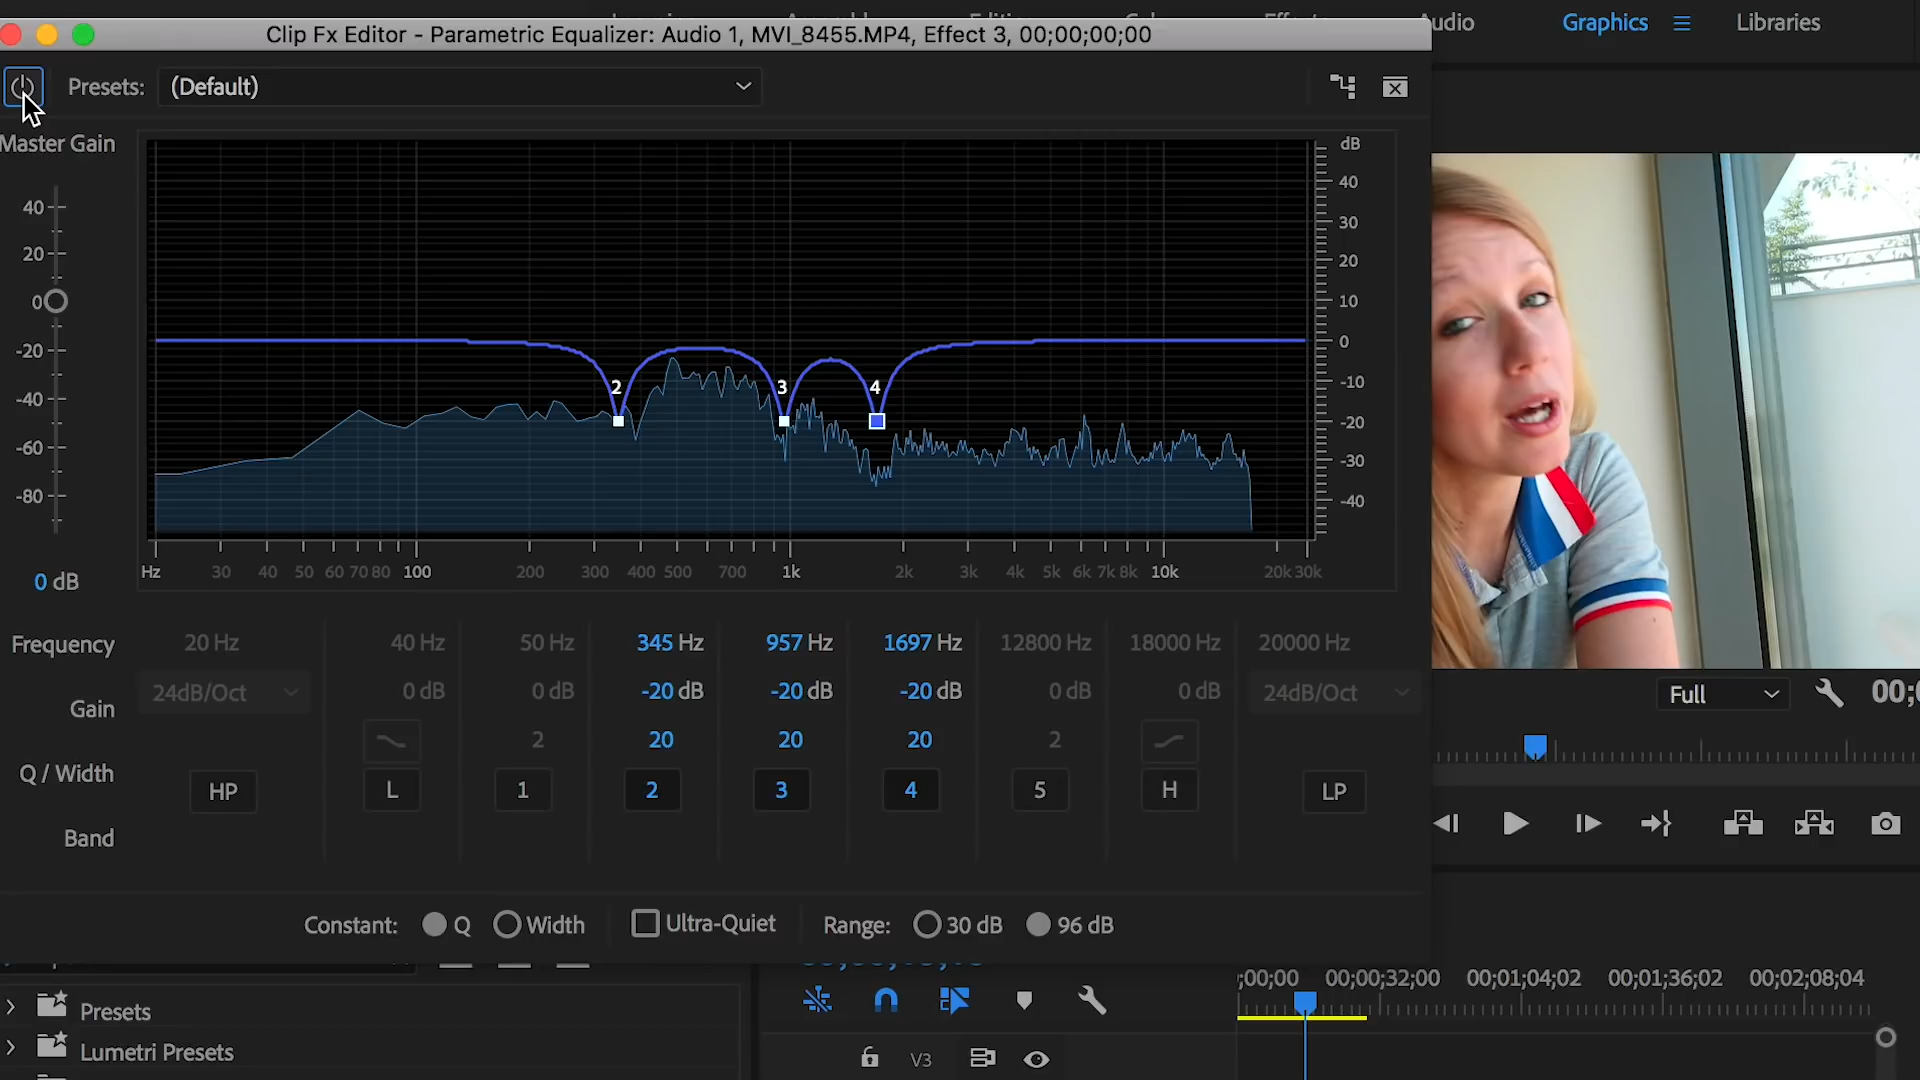 Audio
Graphics
Libraries
Clip Fx Editor - Parametric Equalizer: Audio 1, MVI_8455.MP4, Effect 3, 00;00;00;00
Presets: (Default)
Master Gain
dB
40
30
20
10
0
-10
-20
-30
-40
40
20
0
-20
-40
-60
-80
0 dB
2 3 4
Hz 30 40 50 60 70 80 100 200 300 400 500 700 1k 2k 3k 4k 5k 6k 7k 8k 10k 20k 30k
Frequency 20 Hz 40 Hz 50 Hz 345 Hz 957 Hz 1697 Hz 12800 Hz 18000 Hz 20000 Hz
Gain 24dB/Oct 0 dB 0 dB -20 dB -20 dB -20 dB 0 dB 0 dB 24dB/Oct
Q / Width 2 20 20 20 2
Band HP L 1 2 3 4 5 H LP
Constant: Q Width Ultra-Quiet Range: 30 dB 96 dB
Full
Presets
Lumetri Presets
;00;00 00;00;32;00 00;01;04;02 00;01;36;02 00;02;08;04
V3